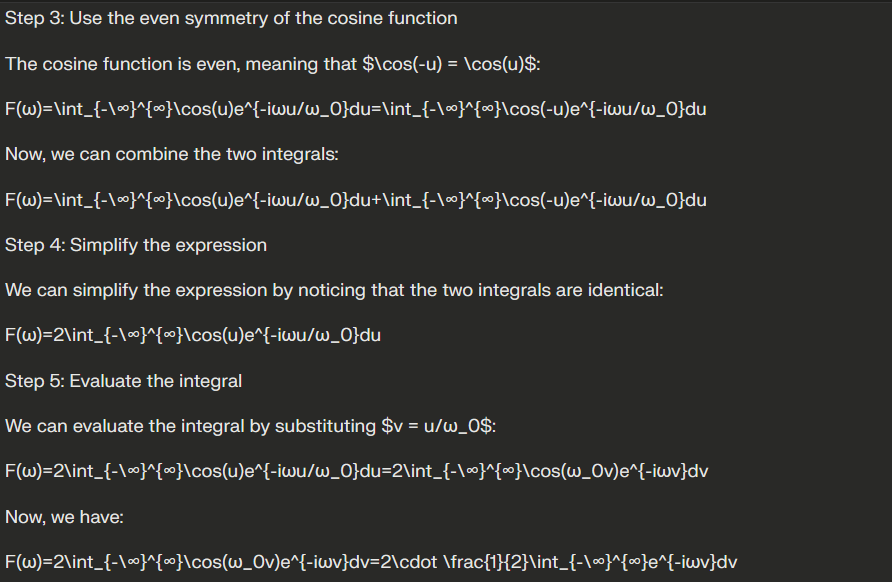 Step 3: Use the even symmetry of the cosine function
The cosine function is even, meaning that $\cos(-u) = \cos(u)$:
F(ω)=\int_{-\∞}^{∞}\cos(u)e^{-iωu/ω_0}du=\int_{-\∞}^{∞}\cos(-u)e^{-iωu/ω_0}du
Now, we can combine the two integrals:
F(ω)=\int_{-\∞}^{∞}\cos(u)e^{-iωu/ω_0}du+\int_{-\∞}^{∞}\cos(-u)e^{-iωu/ω_0}du
Step 4: Simplify the expression
We can simplify the expression by noticing that the two integrals are identical:
F(ω)=2\int_{-\∞}^{∞}\cos(u)e^{-iωu/ω_0}du
Step 5: Evaluate the integral
We can evaluate the integral by substituting $v = u/ω_0$:
F(ω)=2\int_{-\∞}^{∞}\cos(u)e^{-iωu/ω_0}du=2\int_{-\∞}^{∞}\cos(ω_0v)e^{-iωv}dv
Now, we have:
F(ω)=2\int_{-\∞}^{∞}\cos(ω_0v)e^{-iωv}dv=2\cdot \frac{1}{2}\int_{-\∞}^{∞}e^{-iωv}dv